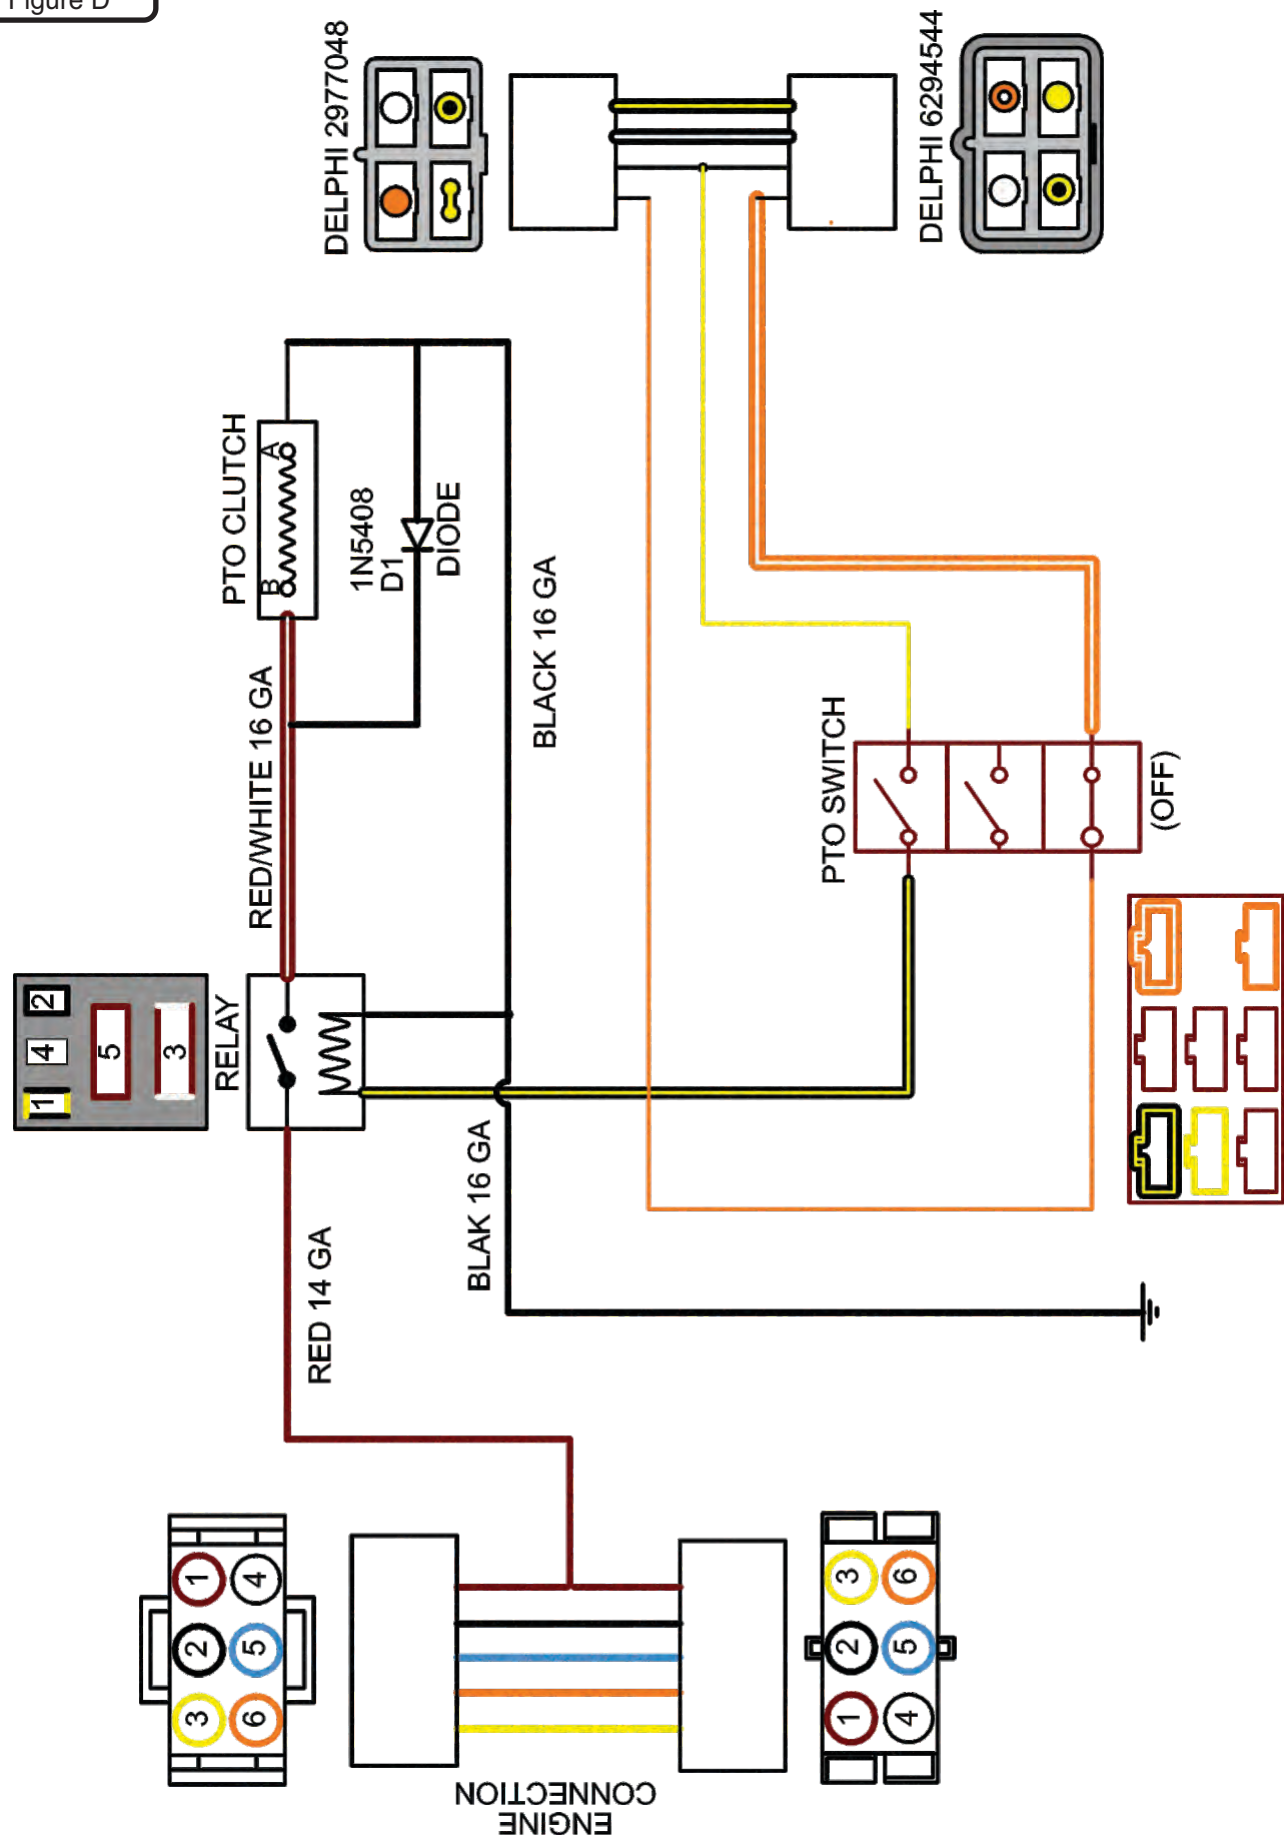 Figure D
DELPHI 2977048
DELPHI 6294544
PTO CLUTCH
A
B
1N5408
D1
DIODE
RED/WHITE 16 GA
BLACK 16 GA
PTO SWITCH
(OFF)
2
4
1
5
3
RELAY
BLAK 16 GA
RED 14 GA
1
2
3
4
5
6
ENGINE
CONNECTION
3
2
1
6
5
4